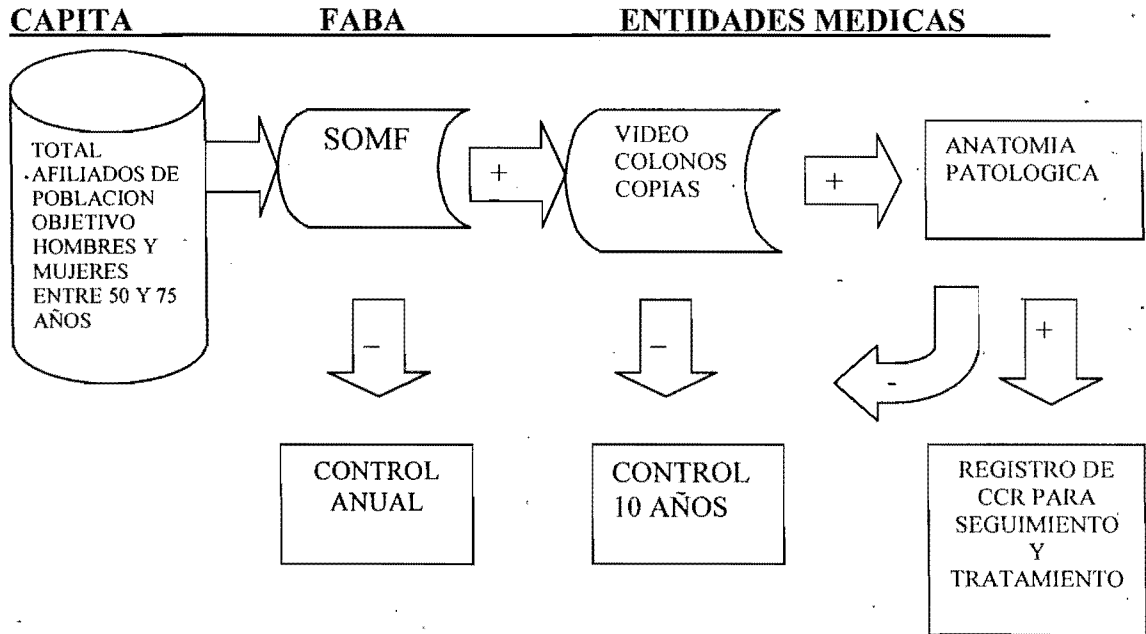 CAPITA FABA ENTIDADES MEDICAS
TOTAL
AFILIADOS DE
POBLACION
OBJETIVO
HOMBRES Y
MUJERES
ENTRE 50 Y 75
AÑOS
SOMF
+
VIDEO
COLONOS
COPIAS
+
ANATOMIA
PATOLOGICA
–
–
-
+
CONTROL
ANUAL
CONTROL
10 AÑOS
REGISTRO DE
CCR PARA
SEGUIMIENTO
Y
TRATAMIENTO